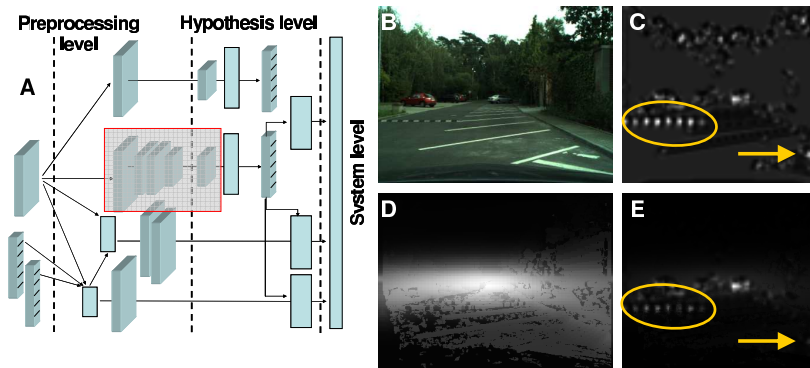 Preprocessing level
Hypothesis level
A
System level
B
C
D
E